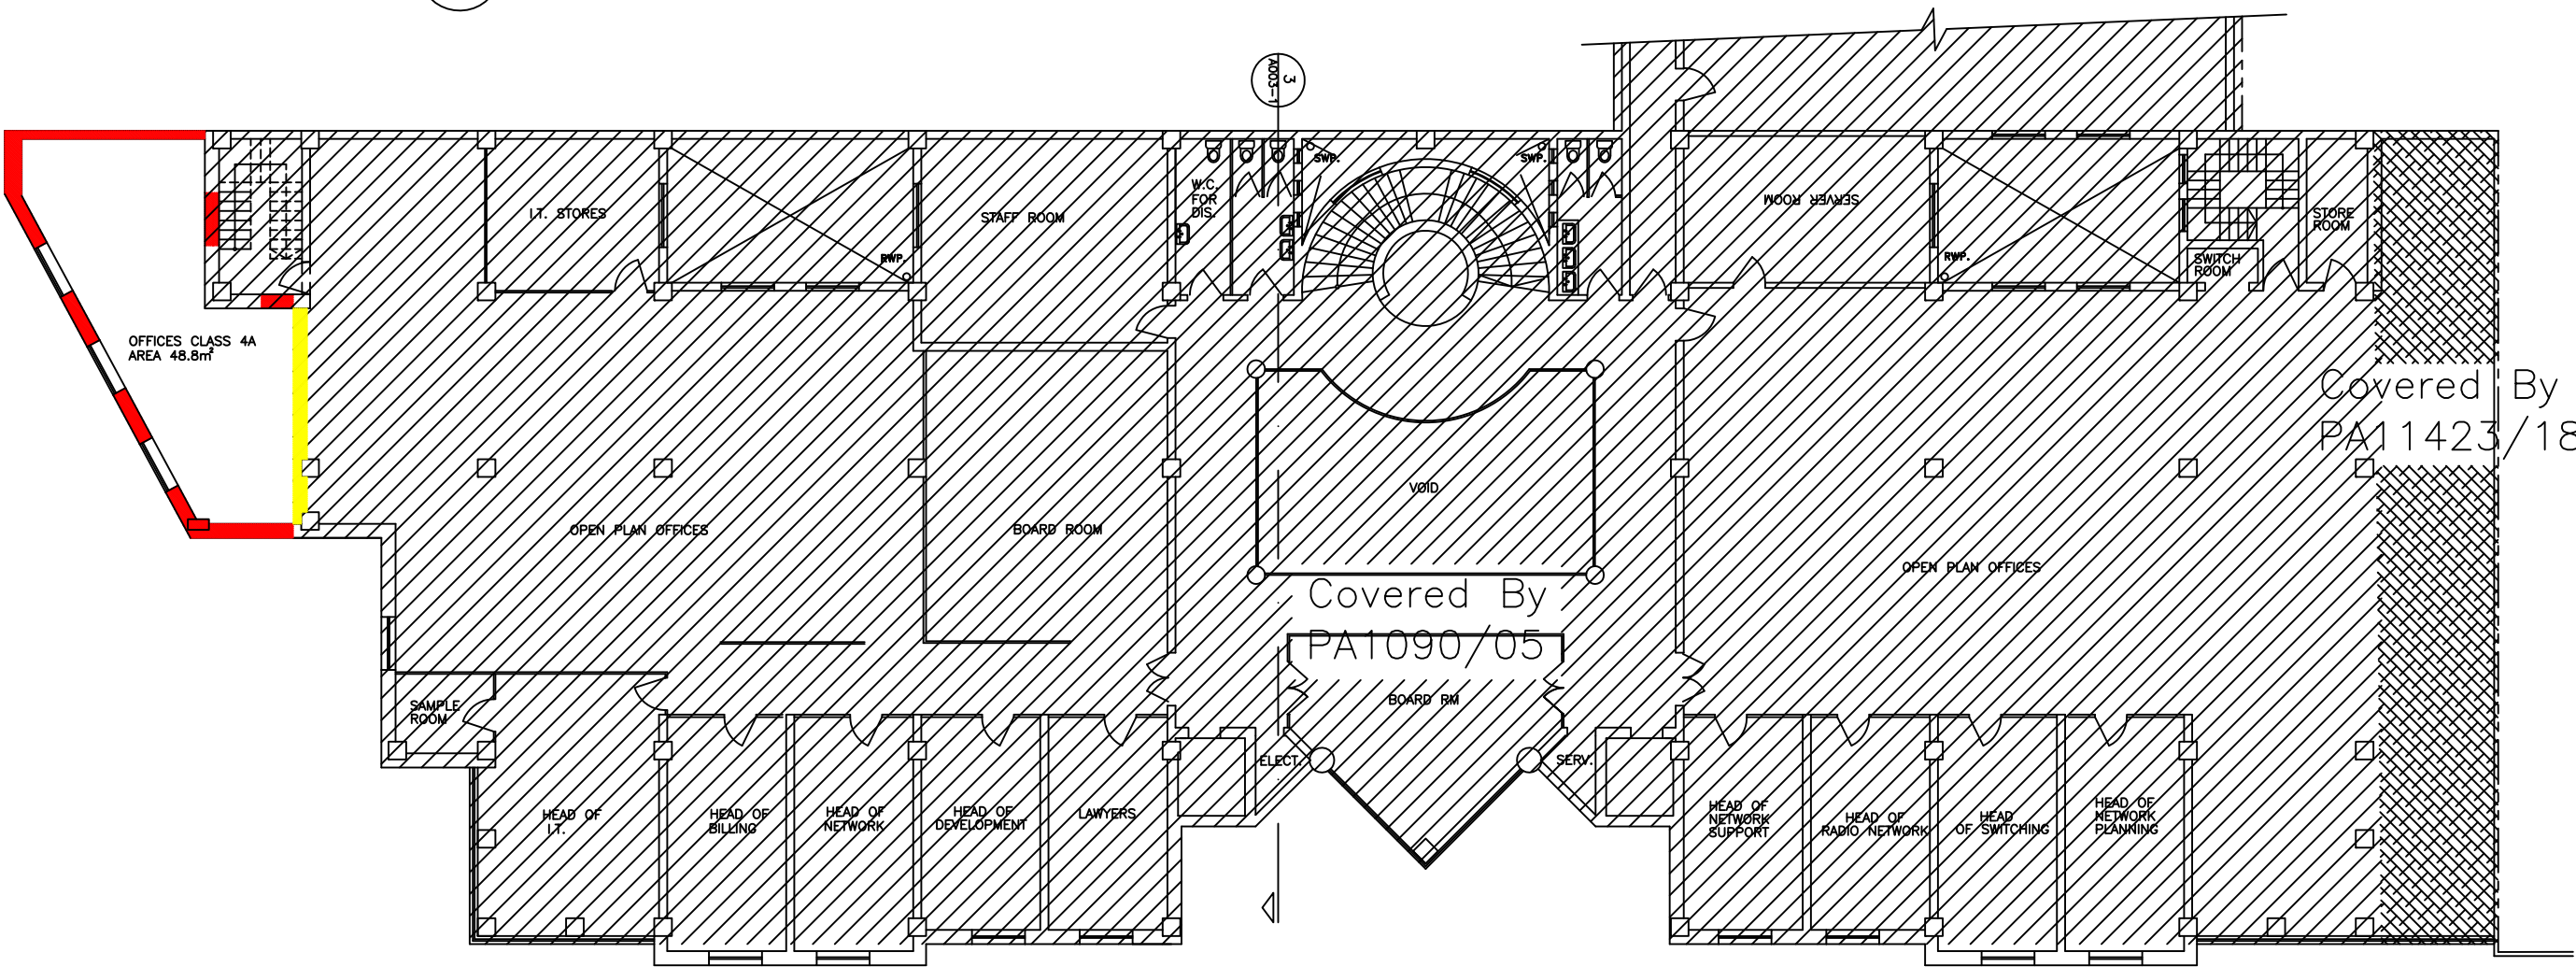 3
A003-1
SWP.
SWP.
W.C.
FOR
DIS.
I.T. STORES
STAFF ROOM
SERVER ROOM
STORE
ROOM
RWP.
RWP.
SWITCH
ROOM
OFFICES CLASS 4A
AREA 48.8m²
Covered By
PA11423/18
VOID
OPEN PLAN OFFICES
BOARD ROOM
OPEN PLAN OFFICES
Covered By
PA1090/05
SAMPLE
ROOM
BOARD RM
ELECT.
SERV.
HEAD OF
I.T.
HEAD OF
BILLING
HEAD OF
NETWORK
HEAD OF
DEVELOPMENT
LAWYERS
HEAD OF
NETWORK
SUPPORT
HEAD OF
RADIO NETWORK
HEAD
OF SWITCHING
HEAD OF
NETWORK
PLANNING